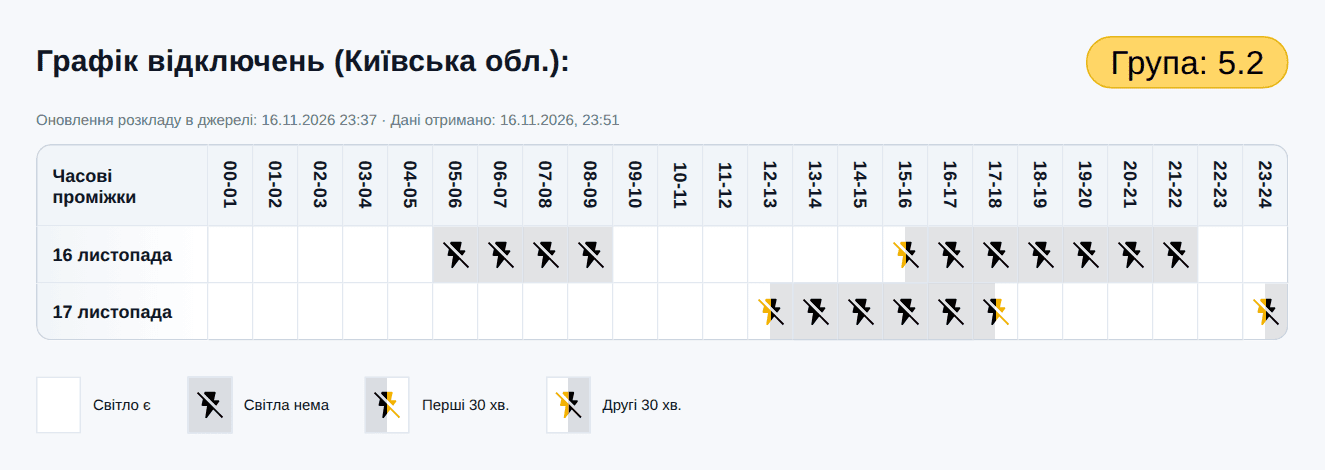 Графік відключень (Київська обл.):
Група: 5.2
Оновлення розкладу в джерелі: 16.11.2026 23:37 · Дані отримано: 16.11.2026, 23:51
Часові
проміжки
00-01
01-02
02-03
03-04
04-05
05-06
06-07
07-08
08-09
09-10
10-11
11-12
12-13
13-14
14-15
15-16
16-17
17-18
18-19
19-20
20-21
21-22
22-23
23-24
16 листопада
17 листопада
Світло є
Світла нема
Перші 30 хв.
Другі 30 хв.